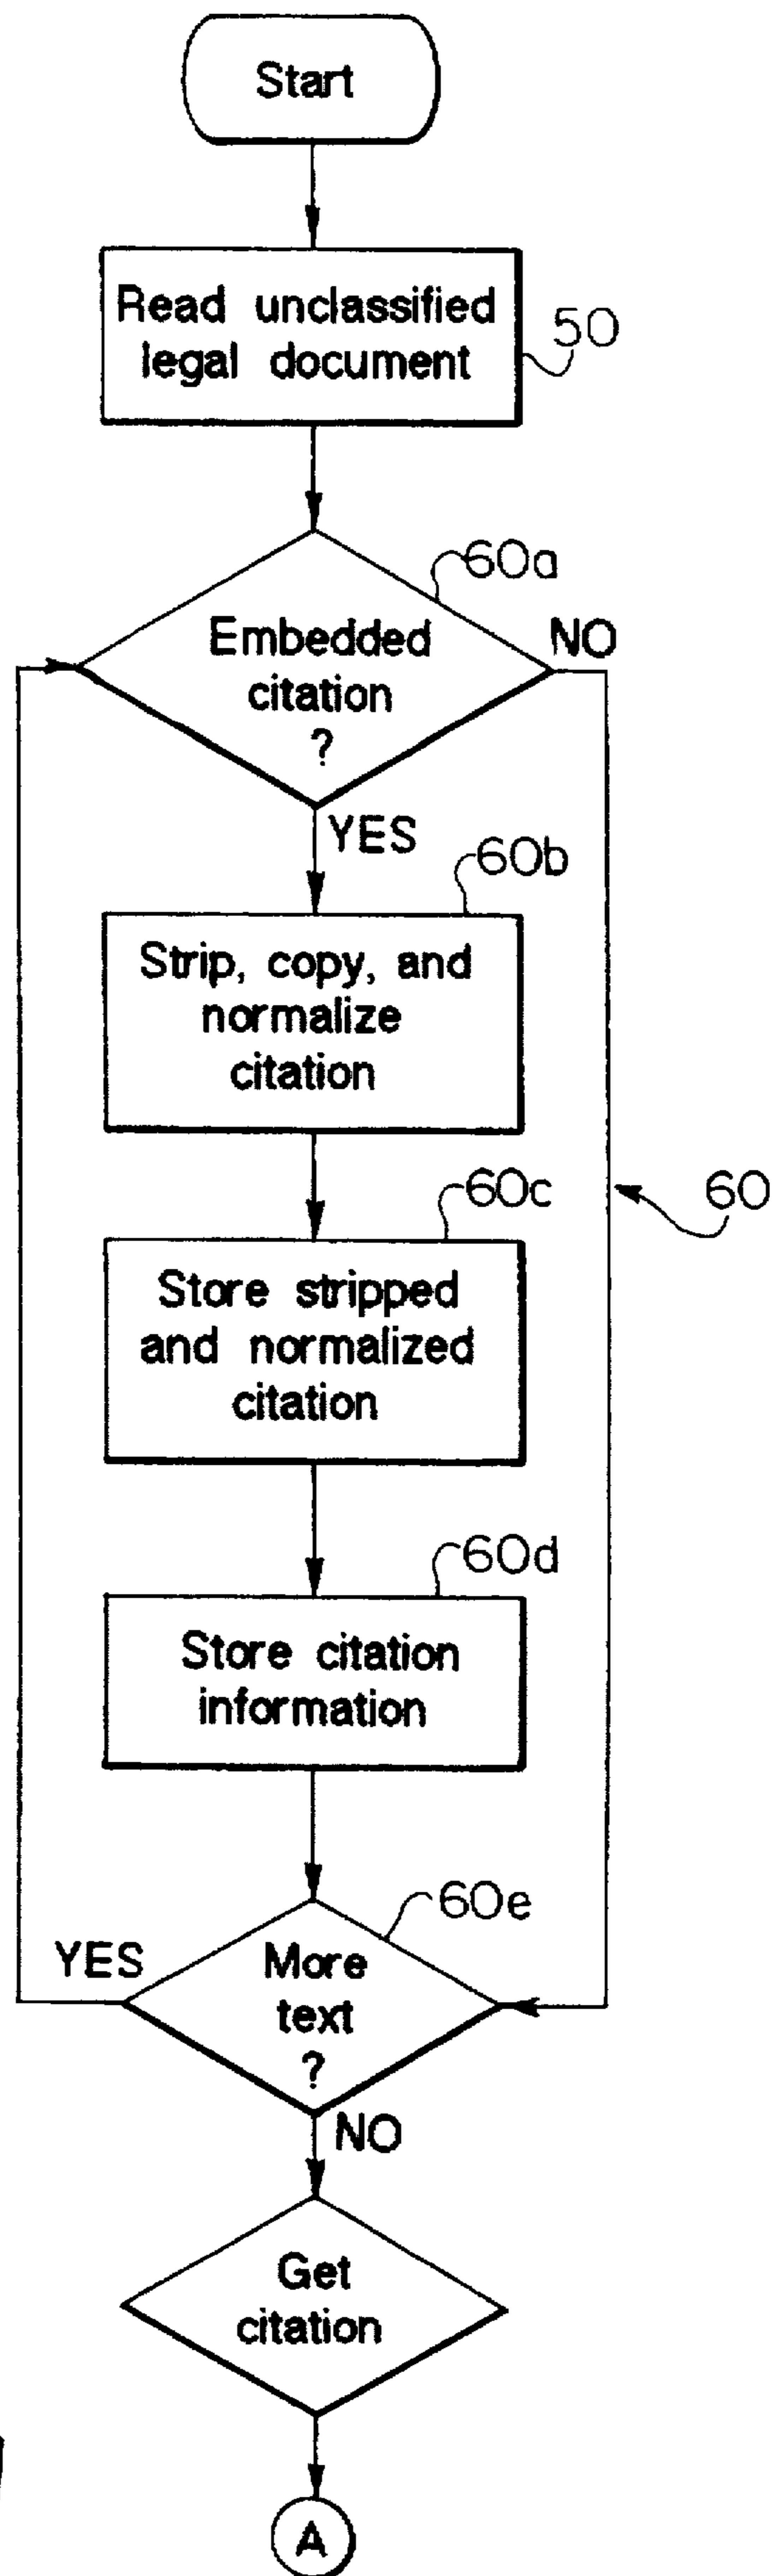 Start
Read unclassified
legal document
50
60a
Embedded
citation
?
NO
YES
60b
Strip, copy, and
normalize
citation
60c
Store stripped
and normalized
citation
60
60d
Store citation
information
60e
YES
More
text
?
NO
Get
citation
A